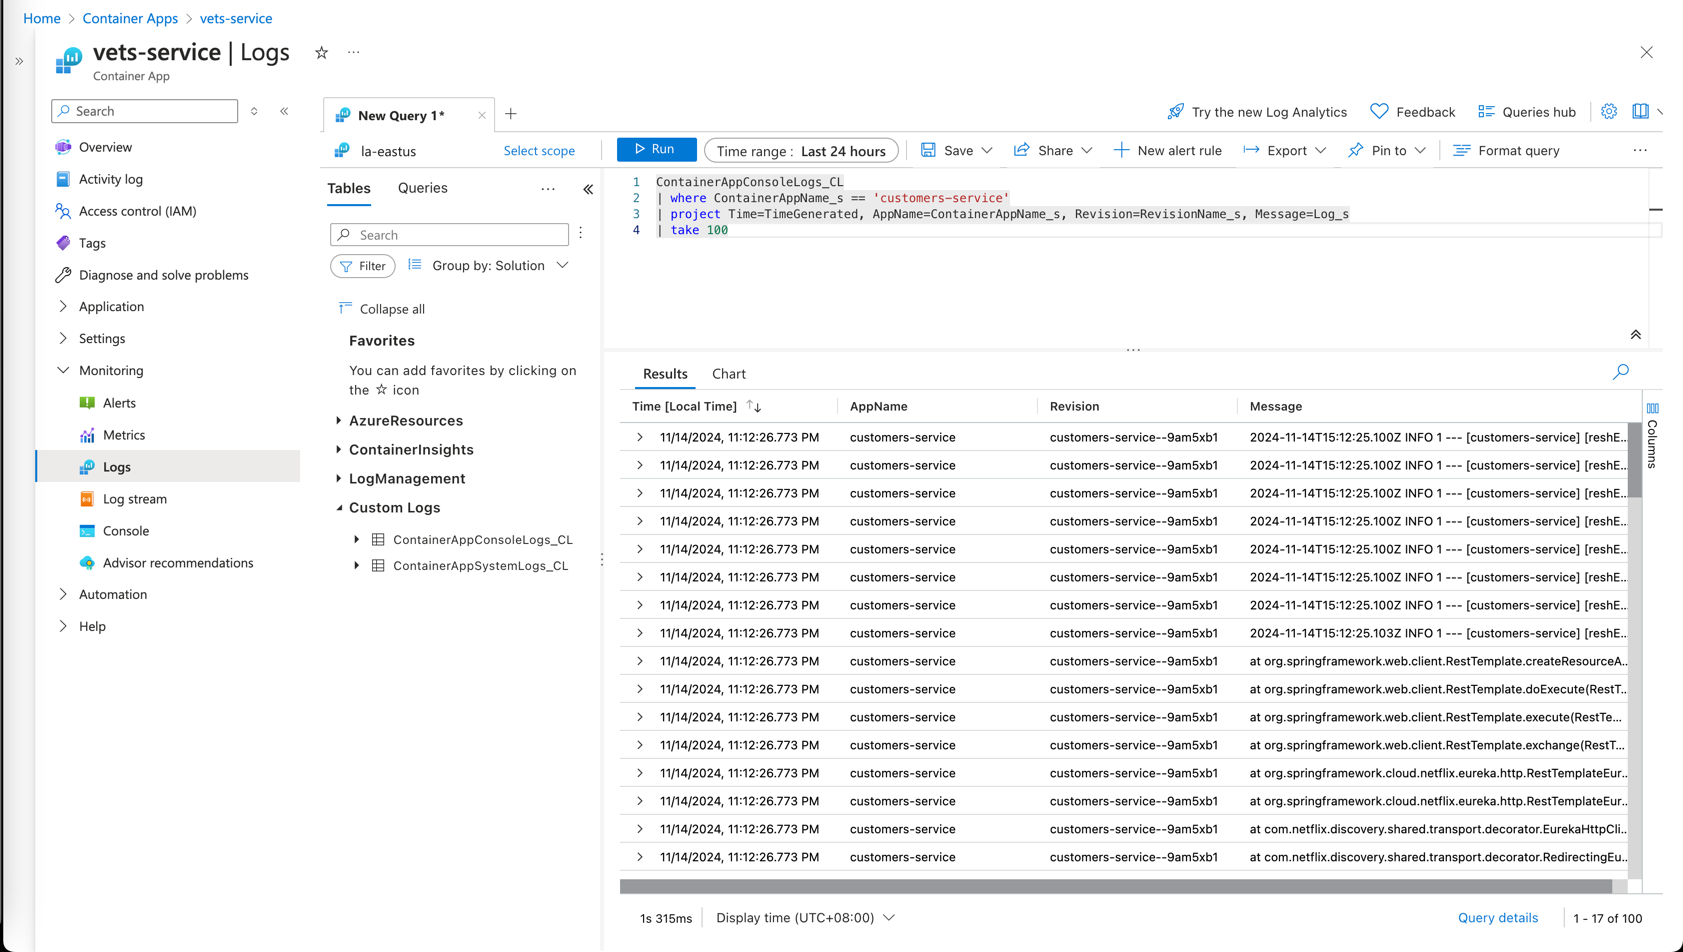 Home > Container Apps > vets-service
vets-service | Logs
Container App
Search
Overview
Activity log
Access control (IAM)
Tags
Diagnose and solve problems
Application
Settings
Monitoring
Alerts
Metrics
Logs
Log stream
Console
Advisor recommendations
Automation
Help
New Query 1*
Try the new Log Analytics
Feedback
Queries hub
la-eastus
Select scope
Run
Time range : Last 24 hours
Save
Share
New alert rule
Export
Pin to
Format query
Tables
Queries
Search
Filter
Group by: Solution
Collapse all
Favorites
You can add favorites by clicking on
the ☆ icon
AzureResources
ContainerInsights
LogManagement
Custom Logs
ContainerAppConsoleLogs_CL
ContainerAppSystemLogs_CL
1 ContainerAppConsoleLogs_CL
2 | where ContainerAppName_s == 'customers-service'
3 | project Time=TimeGenerated, AppName=ContainerAppName_s, Revision=RevisionName_s, Message=Log_s
4 | take 100
Results
Chart
Time [Local Time] AppName Revision Message
Columns
11/14/2024, 11:12:26.773 PM customers-service customers-service--9am5xb1 2024-11-14T15:12:25.100Z INFO 1 --- [customers-service] [reshE...
11/14/2024, 11:12:26.773 PM customers-service customers-service--9am5xb1 2024-11-14T15:12:25.100Z INFO 1 --- [customers-service] [reshE...
11/14/2024, 11:12:26.773 PM customers-service customers-service--9am5xb1 2024-11-14T15:12:25.100Z INFO 1 --- [customers-service] [reshE...
11/14/2024, 11:12:26.773 PM customers-service customers-service--9am5xb1 2024-11-14T15:12:25.100Z INFO 1 --- [customers-service] [reshE...
11/14/2024, 11:12:26.773 PM customers-service customers-service--9am5xb1 2024-11-14T15:12:25.100Z INFO 1 --- [customers-service] [reshE...
11/14/2024, 11:12:26.773 PM customers-service customers-service--9am5xb1 2024-11-14T15:12:25.100Z INFO 1 --- [customers-service] [reshE...
11/14/2024, 11:12:26.773 PM customers-service customers-service--9am5xb1 2024-11-14T15:12:25.100Z INFO 1 --- [customers-service] [reshE...
11/14/2024, 11:12:26.773 PM customers-service customers-service--9am5xb1 2024-11-14T15:12:25.103Z INFO 1 --- [customers-service] [reshE...
11/14/2024, 11:12:26.773 PM customers-service customers-service--9am5xb1 at org.springframework.web.client.RestTemplate.createResourceA...
11/14/2024, 11:12:26.773 PM customers-service customers-service--9am5xb1 at org.springframework.web.client.RestTemplate.doExecute(RestT...
11/14/2024, 11:12:26.773 PM customers-service customers-service--9am5xb1 at org.springframework.web.client.RestTemplate.execute(RestTe...
11/14/2024, 11:12:26.773 PM customers-service customers-service--9am5xb1 at org.springframework.web.client.RestTemplate.exchange(RestT...
11/14/2024, 11:12:26.773 PM customers-service customers-service--9am5xb1 at org.springframework.cloud.netflix.eureka.http.RestTemplateEur...
11/14/2024, 11:12:26.773 PM customers-service customers-service--9am5xb1 at org.springframework.cloud.netflix.eureka.http.RestTemplateEur...
11/14/2024, 11:12:26.773 PM customers-service customers-service--9am5xb1 at com.netflix.discovery.shared.transport.decorator.EurekaHttpCli...
11/14/2024, 11:12:26.773 PM customers-service customers-service--9am5xb1 at com.netflix.discovery.shared.transport.decorator.RedirectingEu...
1s 315ms
Display time (UTC+08:00)
Query details
1 - 17 of 100